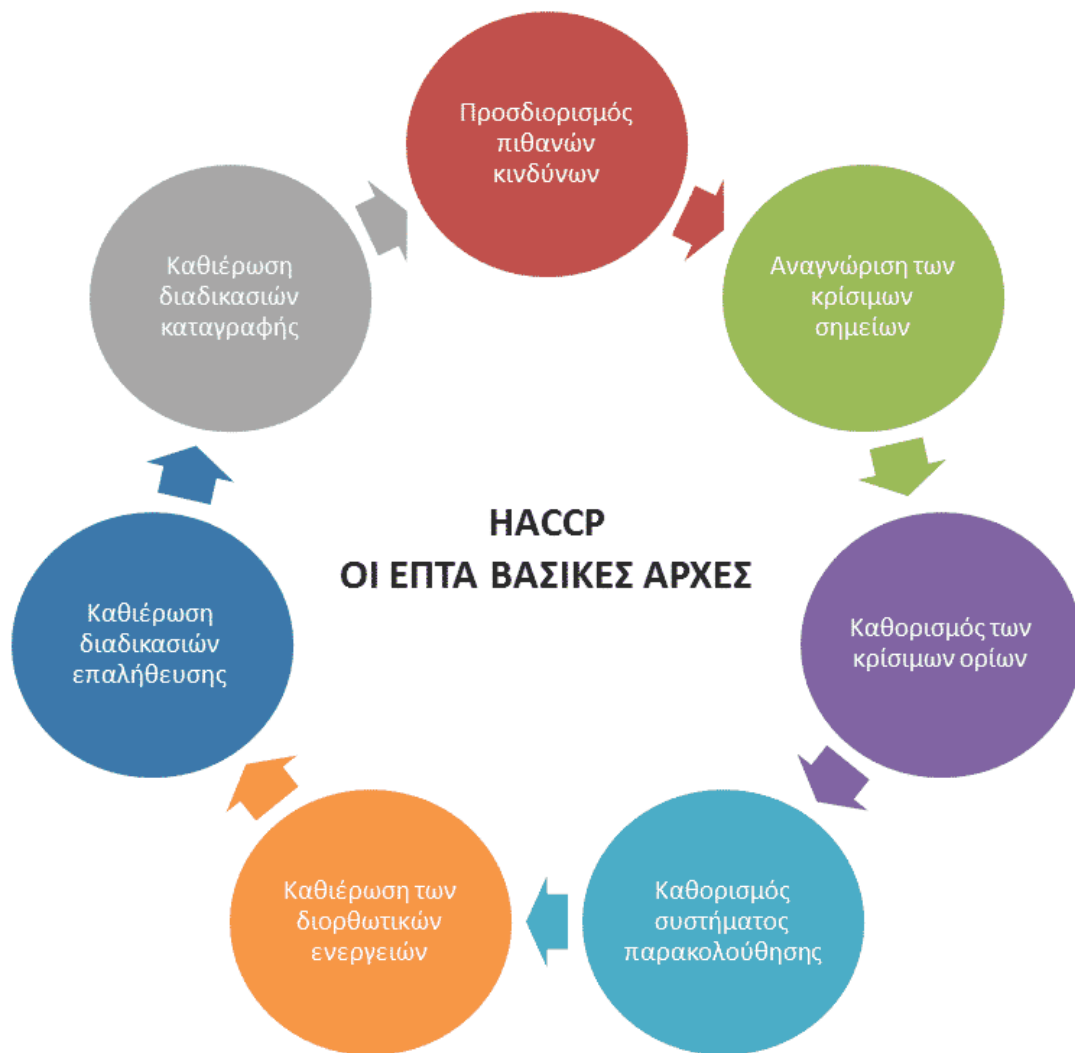 Προσδιορισμός
πιθανών
κινδύνων
Αναγνώριση των
κρίσιμων
σημείων
Καθορισμός των
κρίσιμων ορίων
Καθορισμός
συστήματος
παρακολούθησης
Καθιέρωση των
διορθωτικών
ενεργειών
Καθιέρωση
διαδικασιών
επαλήθευσης
Καθιέρωση
διαδικασιών
καταγραφής
HACCP
ΟΙ ΕΠΤΑ ΒΑΣΙΚΕΣ ΑΡΧΕΣ